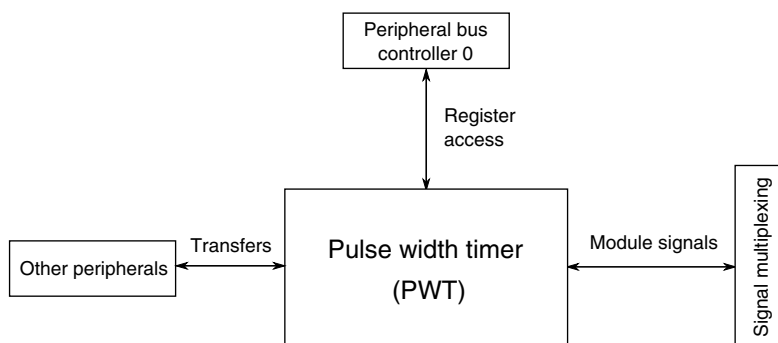 Peripheral bus
controller 0
Register
access
Signal multiplexing
Pulse width timer
(PWT)
Transfers
Module signals
Other peripherals